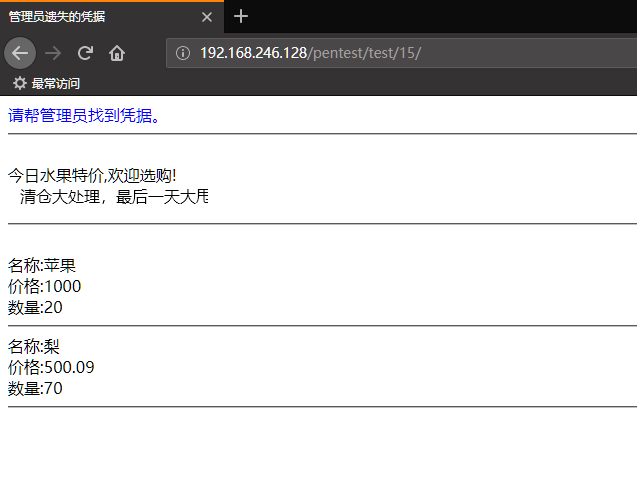 管理员遗失的凭据
192.168.246.128/pentest/test/15/
最常访问
请帮管理员找到凭据。
今日水果特价,欢迎选购!
清仓大处理，最后一天大甩
名称:苹果
价格:1000
数量:20
名称:梨
价格:500.09
数量:70